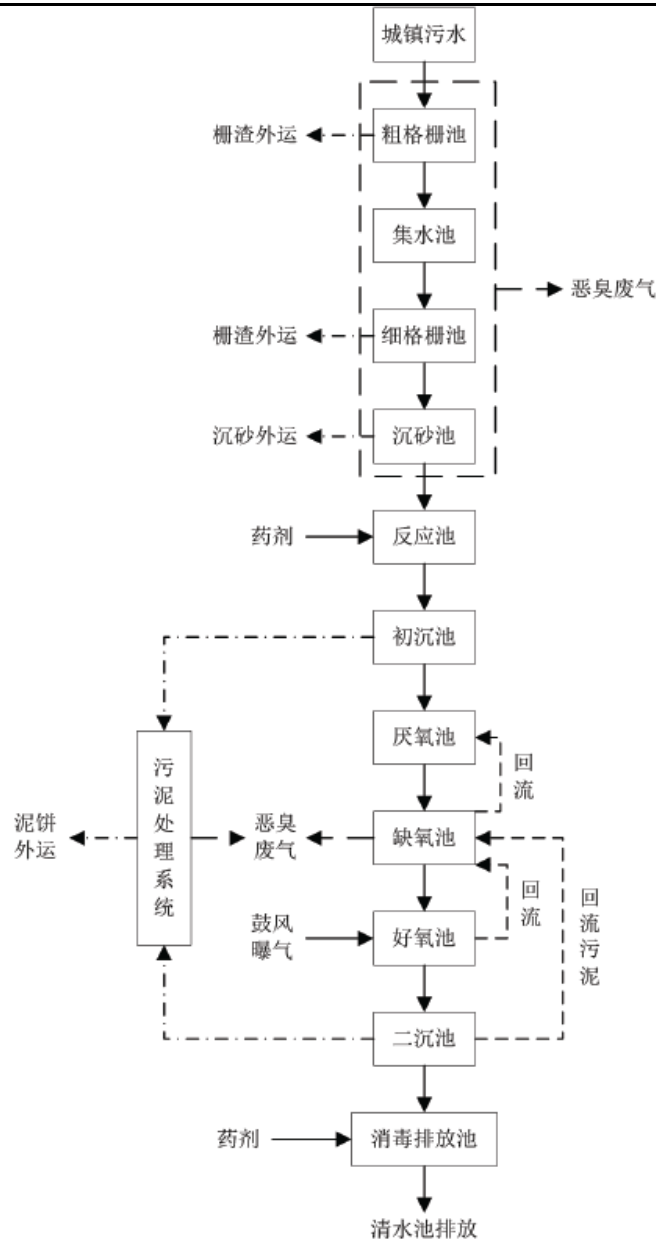 城镇污水
栅渣外运
粗格栅池
集水池
恶臭废气
栅渣外运
细格栅池
沉砂外运
沉砂池
药剂
反应池
初沉池
厌氧池
回
流
污
泥
处
理
系
统
泥饼
外运
恶臭
废气
缺氧池
回
流
回
流
污
泥
鼓风
曝气
好氧池
二沉池
药剂
消毒排放池
清水池排放